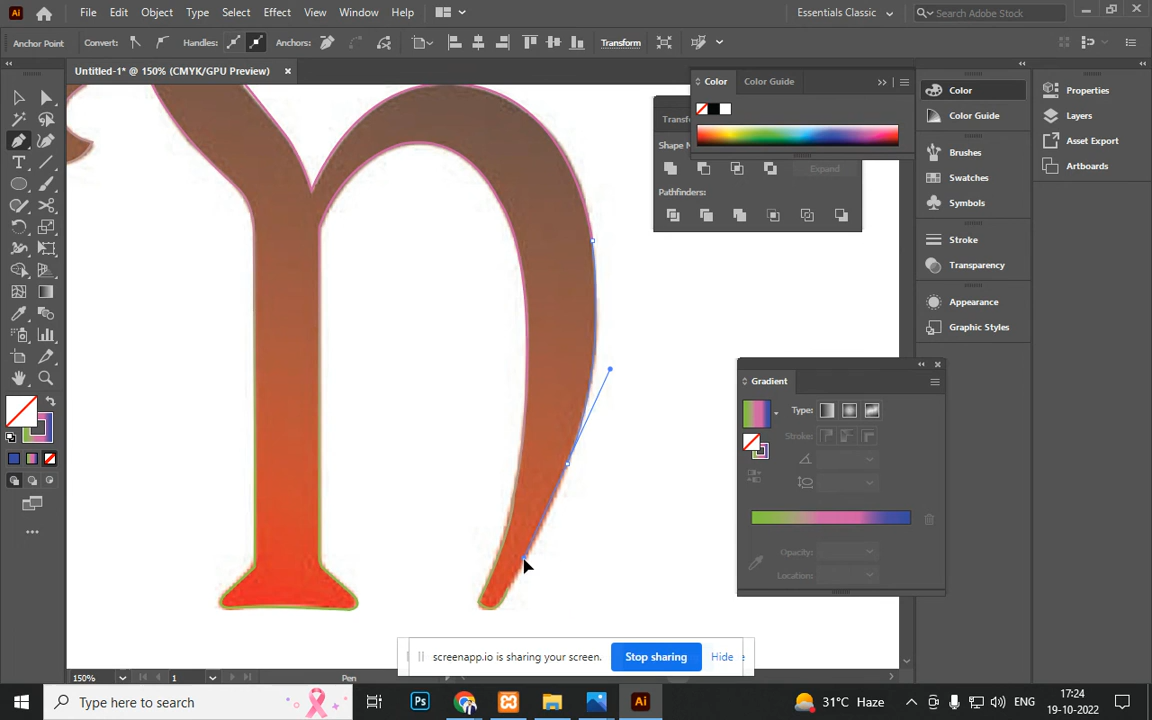 Ai
File Edit Object Type Select Effect View Window Help
Essentials Classic
Search Adobe Stock
Anchor Point Convert: Handles: Anchors: Transform
Untitled-1* @ 150% (CMYK/GPU Preview)
Color Color Guide
Shape
Expand
Pathfinders:
Color
Color Guide
Brushes
Swatches
Symbols
Stroke
Transparency
Appearance
Graphic Styles
Properties
Layers
Asset Export
Artboards
Gradient
Type:
Stroke:
Opacity:
Location:
screenapp.io is sharing your screen. Stop sharing Hide
150% 1 Pen
Type here to search
Ps
Ai
31°C Haze
ENG
17:24
19-10-2022